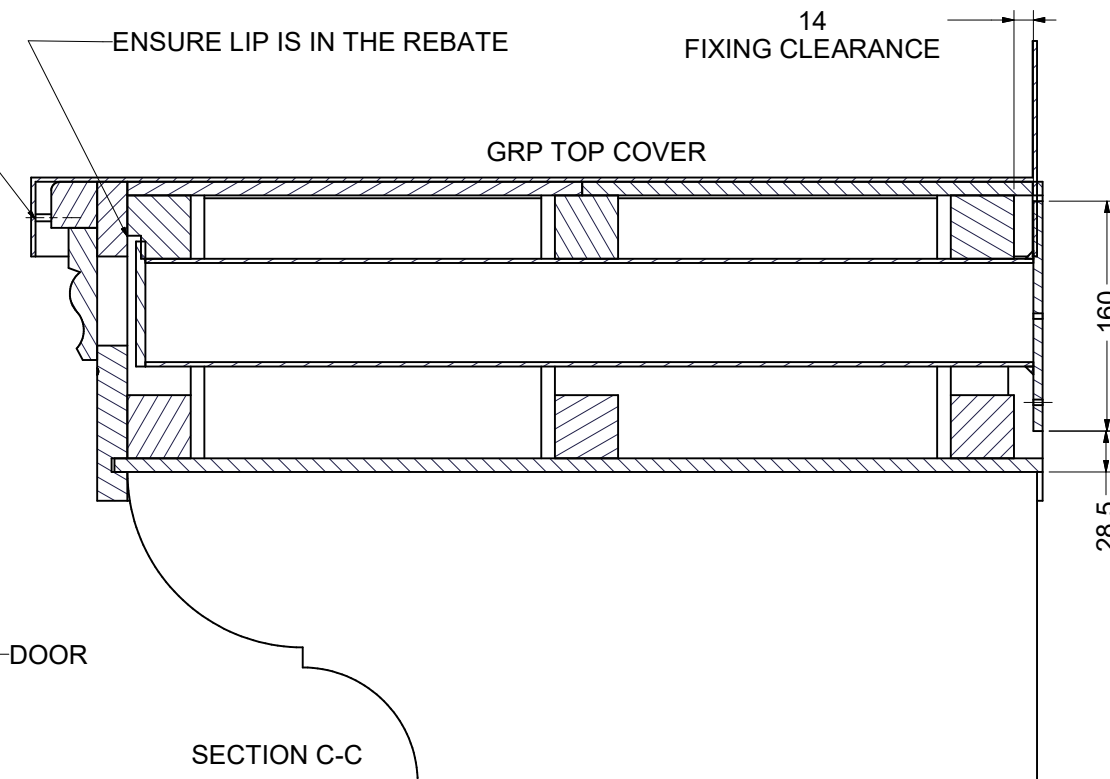 14
ENSURE LIP IS IN THE REBATE
FIXING CLEARANCE
GRP TOP COVER
160
28.5
DOOR
SECTION C-C